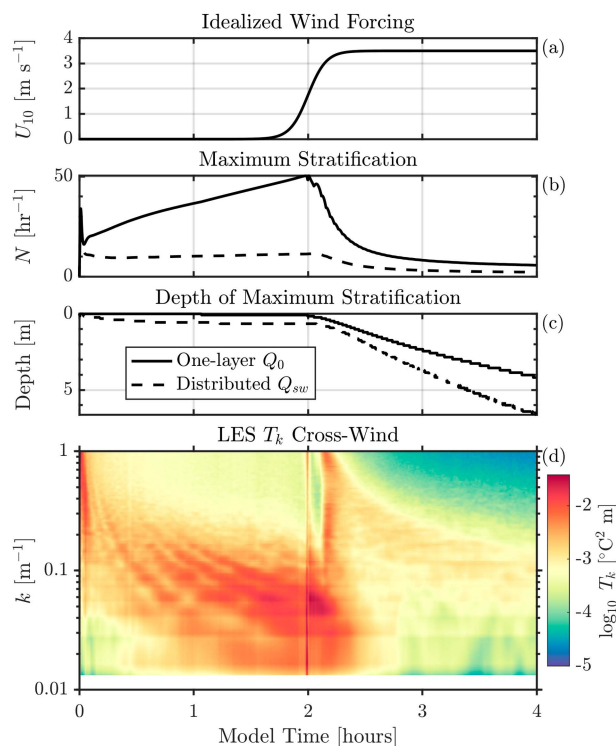 Idealized Wind Forcing
(a)
U10 [m s−1]
4
3
2
1
0
Maximum Stratification
(b)
N [hr−1]
50
0
Depth of Maximum Stratification
(c)
Depth [m]
0
5
One-layer Q0
Distributed Qsw
LES Tk Cross-Wind
(d)
k [m−1]
1
0.1
0.01
0 1 2 3 4
Model Time [hours]
-2
-3
-4
-5
log10 Tk [°C2 m]